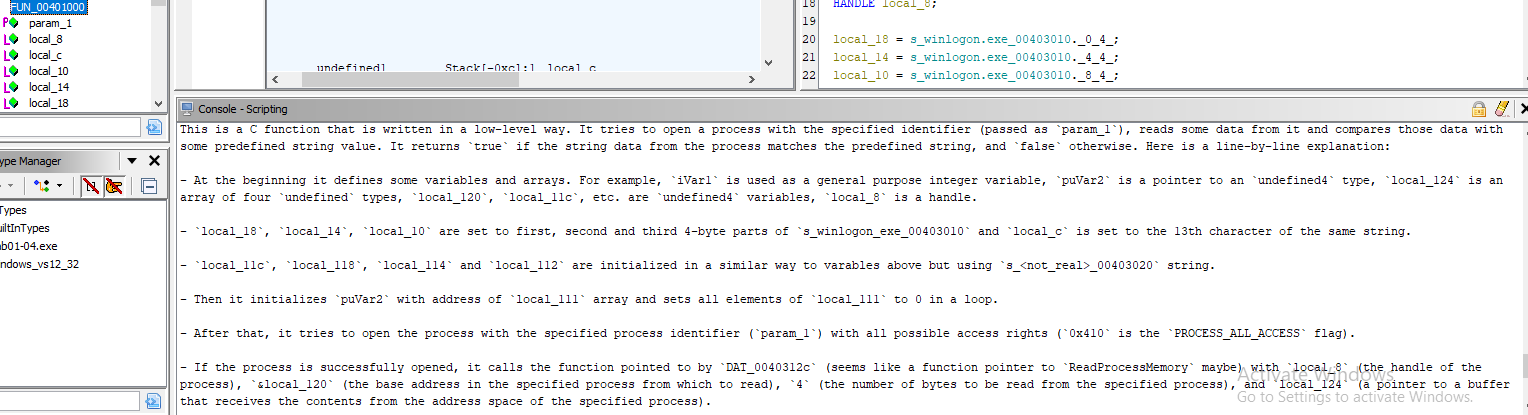 FUN_00401000
param_1
local_8
local_c
local_10
local_14
local_18
undefined1 Stack[-0xc]:1 local_c
18 HANDLE local_8;
19
20 local_18 = s_winlogon.exe_00403010._0_4_;
21 local_14 = s_winlogon.exe_00403010._4_4_;
22 local_10 = s_winlogon.exe_00403010._8_4_;
Console - Scripting
This is a C function that is written in a low-level way. It tries to open a process with the specified identifier (passed as `param_1`), reads some data from it and compares those data with
some predefined string value. It returns `true` if the string data from the process matches the predefined string, and `false` otherwise. Here is a line-by-line explanation:
- At the beginning it defines some variables and arrays. For example, `iVar1` is used as a general purpose integer variable, `puVar2` is a pointer to an `undefined4` type, `local_124` is an
array of four `undefined` types, `local_120`, `local_11c`, etc. are `undefined4` variables, `local_8` is a handle.
- `local_18`, `local_14`, `local_10` are set to first, second and third 4-byte parts of `s_winlogon_exe_00403010` and `local_c` is set to the 13th character of the same string.
- `local_11c`, `local_118`, `local_114` and `local_112` are initialized in a similar way to varables above but using `s_<not_real>_00403020` string.
- Then it initializes `puVar2` with address of `local_111` array and sets all elements of `local_111` to 0 in a loop.
- After that, it tries to open the process with the specified process identifier (`param_1`) with all possible access rights (`0x410` is the `PROCESS_ALL_ACCESS` flag).
- If the process is successfully opened, it calls the function pointed to by `DAT_0040312c` (seems like a function pointer to `ReadProcessMemory` maybe) with `local_8` (the handle of the
process), `&local_120` (the base address in the specified process from which to read), `4` (the number of bytes to be read from the specified process), and `local_124` (a pointer to a buffer
that receives the contents from the address space of the specified process).
ype Manager
Types
uiltInTypes
ab01-04.exe
ndows_vs12_32
Activate Windows
Go to Settings to activate Windows.